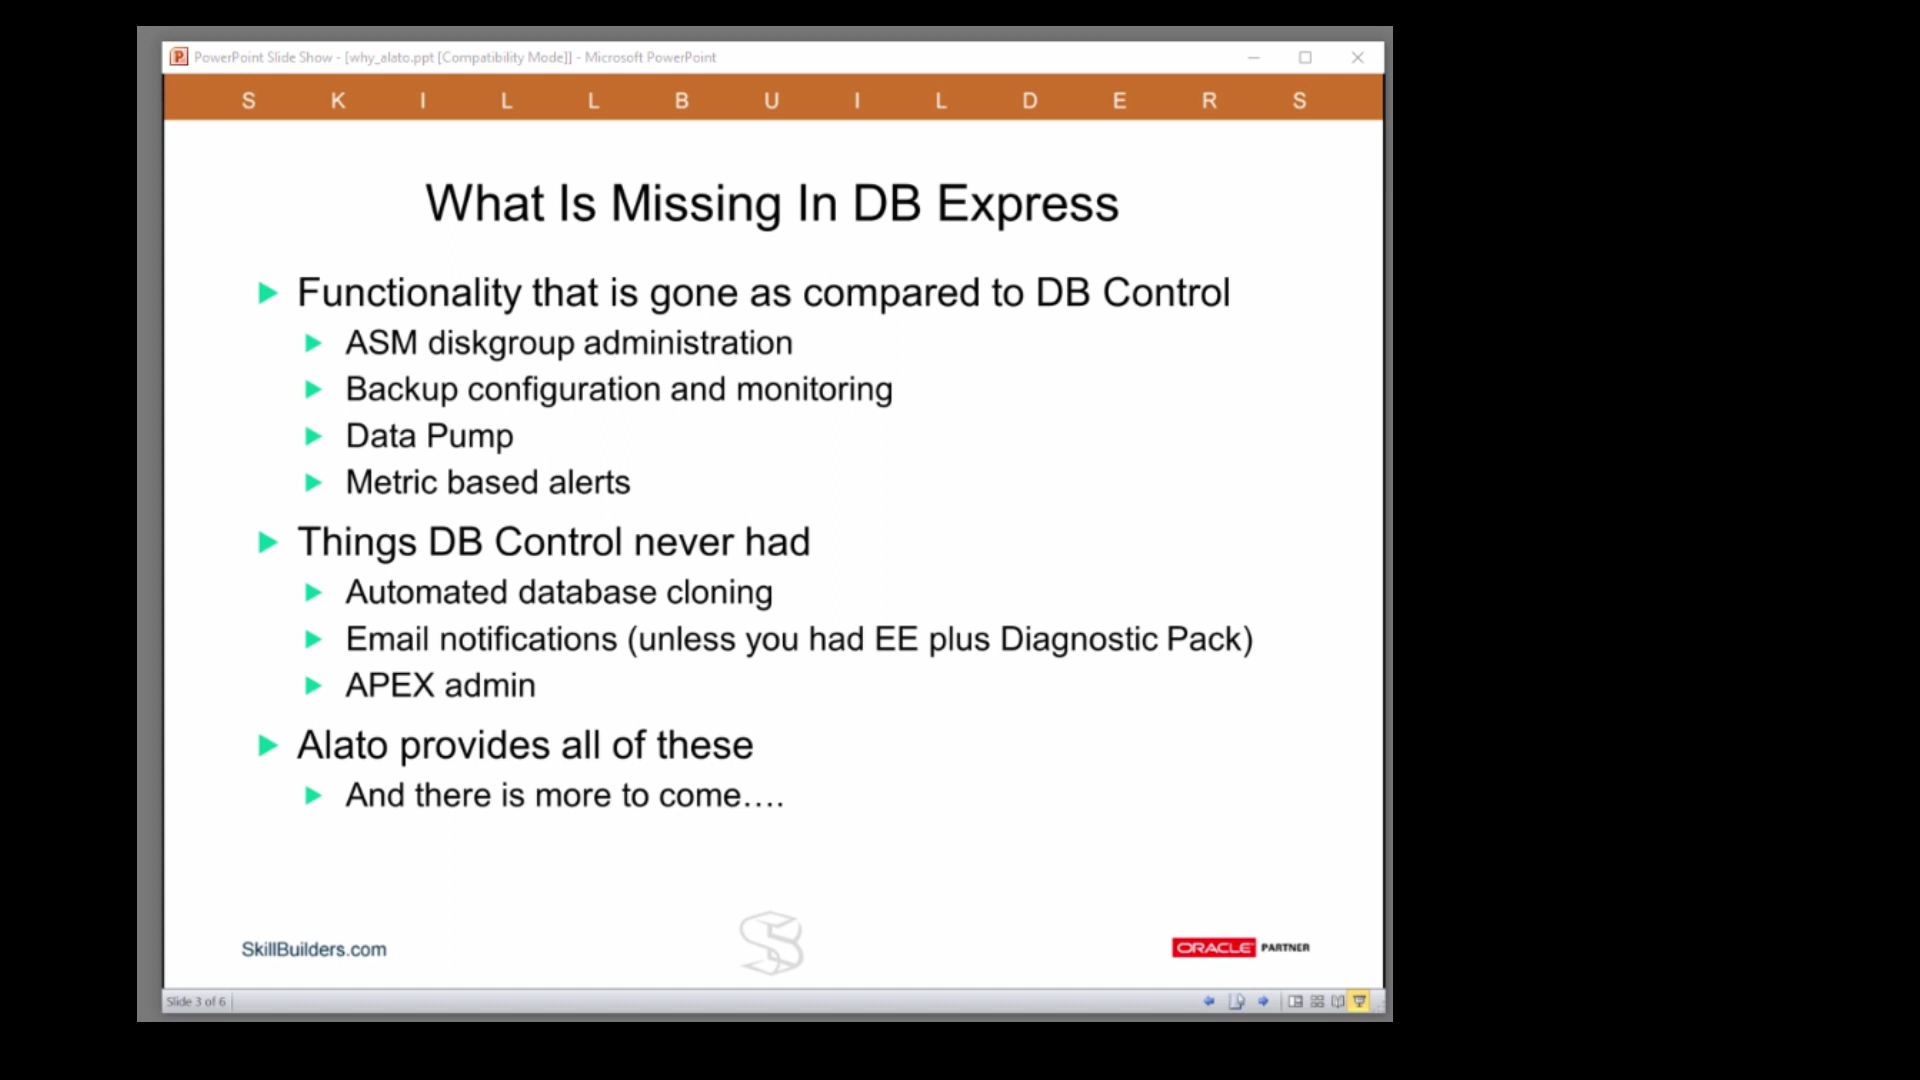 PowerPoint Slide Show - [why_alato.ppt [Compatibility Mode]] - Microsoft PowerPoint
S K I L L B U I L D E R S
What Is Missing In DB Express
Functionality that is gone as compared to DB Control
ASM diskgroup administration
Backup configuration and monitoring
Data Pump
Metric based alerts
Things DB Control never had
Automated database cloning
Email notifications (unless you had EE plus Diagnostic Pack)
APEX admin
Alato provides all of these
And there is more to come….
SkillBuilders.com
ORACLE PARTNER
Slide 3 of 6